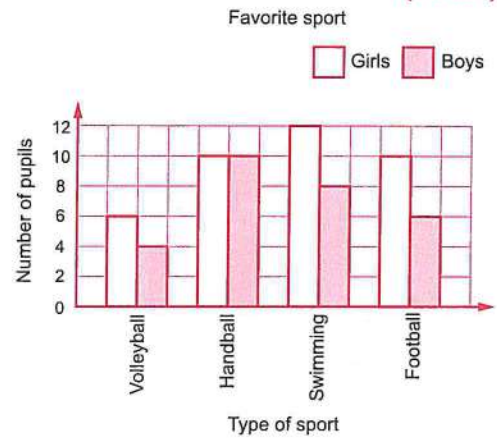 Favorite sport
Girls Boys
Number of pupils
12
10
8
6
4
2
0
Volleyball
Handball
Swimming
Football
Type of sport